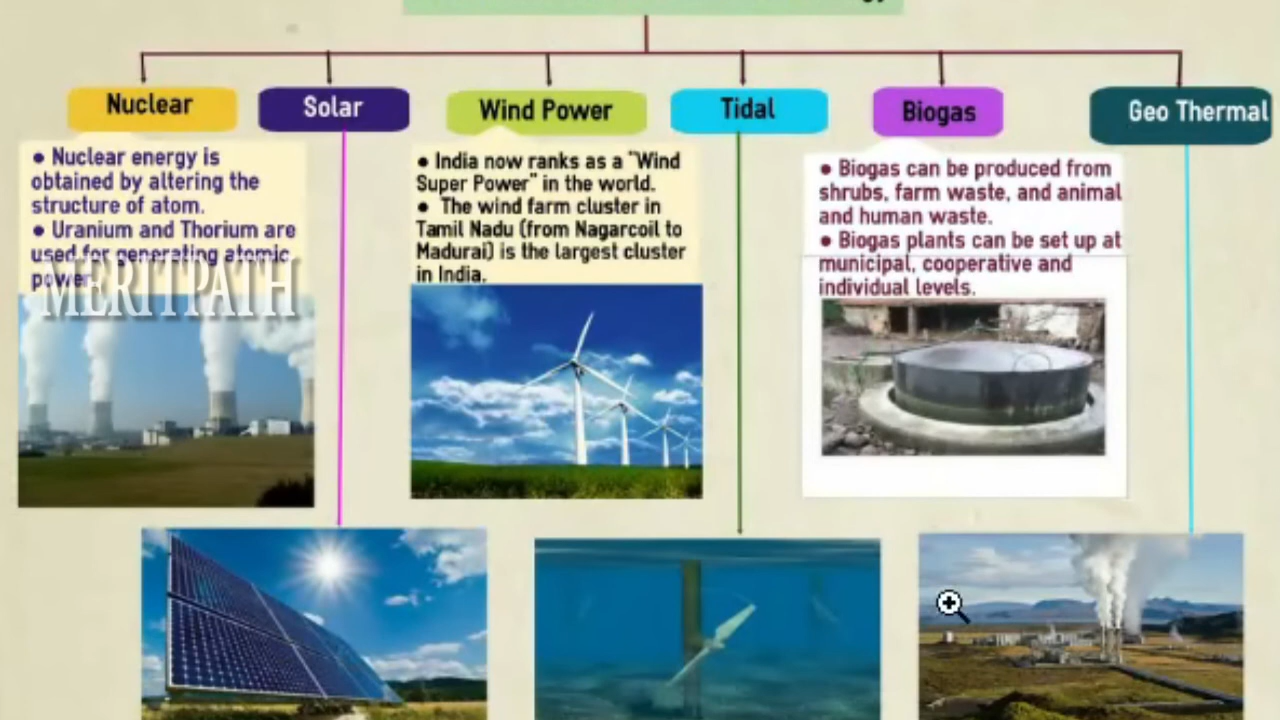 Nuclear
Solar
Wind Power
Tidal
Biogas
Geo Thermal
● Nuclear energy is
obtained by altering the
structure of atom.
● Uranium and Thorium are
used for generating atomic
power.
MERITPATH
● India now ranks as a "Wind
Super Power" in the world.
● The wind farm cluster in
Tamil Nadu (from Nagarcoil to
Madurai) is the largest cluster
in India.
● Biogas can be produced from
shrubs, farm waste, and animal
and human waste.
● Biogas plants can be set up at
municipal, cooperative and
individual levels.